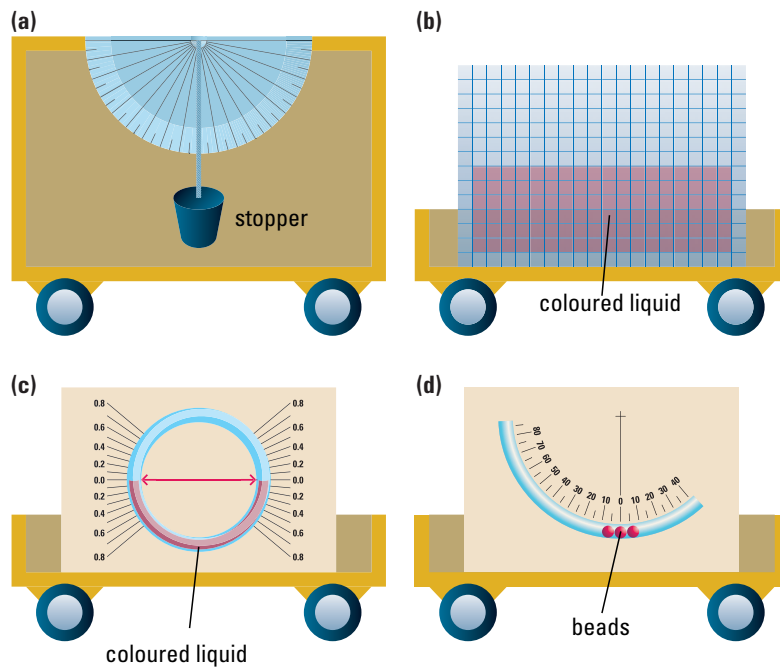 (a)
stopper
(b)
coloured liquid
(c)
0.8 0.8
0.6 0.6
0.4 0.4
0.2 0.2
0.0 0.0
0.2 0.2
0.4 0.4
0.6 0.6
0.8 0.8
coloured liquid
(d)
80 70 60 50 40 30 20 10 0 10 20 30 40
beads